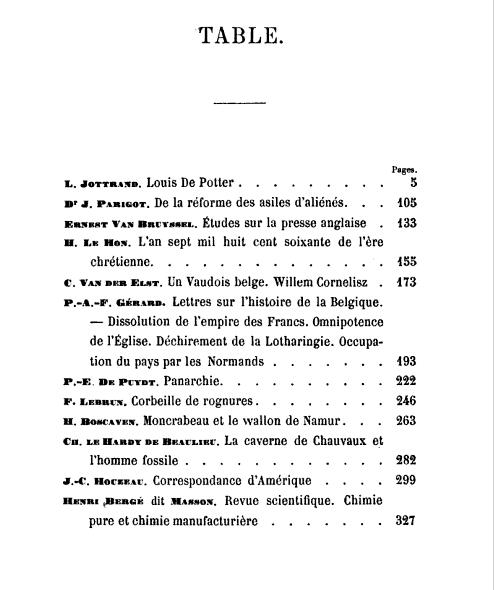 TABLE.
Pages.
L. JOTTRAND. Louis De Potter . . . . . . . . . 5
Dr J. PARIGOT. De la réforme des asiles d'aliénés. . . 105
ERNEST VAN BRUYSSEL. Études sur la presse anglaise . . 133
H. LE HON. L'an sept mil huit cent soixante de l'ère
chrétienne. . . . . . . . . . . . . 155
C. VAN DER ELST. Un Vaudois belge. Willem Cornelisz . 173
P.-A.-F. GÉRARD. Lettres sur l'histoire de la Belgique.
— Dissolution de l'empire des Francs. Omnipotence
de l'Église. Déchirement de la Lotharingie. Occupa-
tion du pays par les Normands . . . . . . . 193
P.-E. DE PUYDT. Panarchie. . . . . . . . . . 222
F. LEBRUN. Corbeille de rognures. . . . . . . . 246
H. BOSCAVEN. Moncrabeau et le wallon de Namur. . . 263
CH. LE HARDY DE BEAULIEU. La caverne de Chauvaux et
l'homme fossile . . . . . . . . . . . 282
J.-C. HOUZEAU. Correspondance d'Amérique . . . . 299
HENRI BERGÉ dit MASSON. Revue scientifique. Chimie
pure et chimie manufacturière . . . . . . . 327